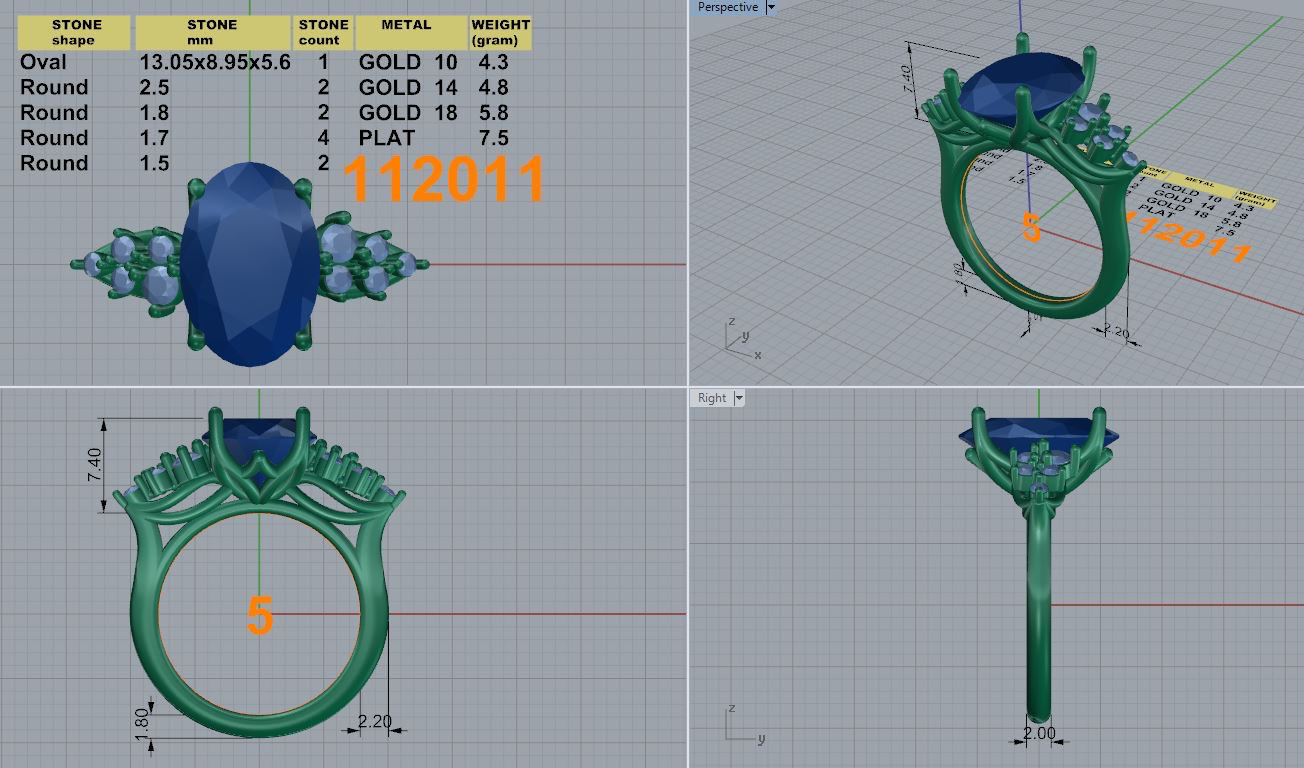 STONE shape STONE mm STONE count METAL WEIGHT (gram)
Oval 13.05x8.95x5.6 1 GOLD 10 4.3
Round 2.5 2 GOLD 14 4.8
Round 1.8 2 GOLD 18 5.8
Round 1.7 4 PLAT 7.5
Round 1.5 2
112011
Perspective
7.40
METAL WEIGHT (gram)
1 GOLD 10 4.3
GOLD 14 4.8
GOLD 18 5.8
PLAT 7.5
1.5
112011
5
2.20
z
y
x
7.40
5
1.80
2.20
Right
z
y
2.00